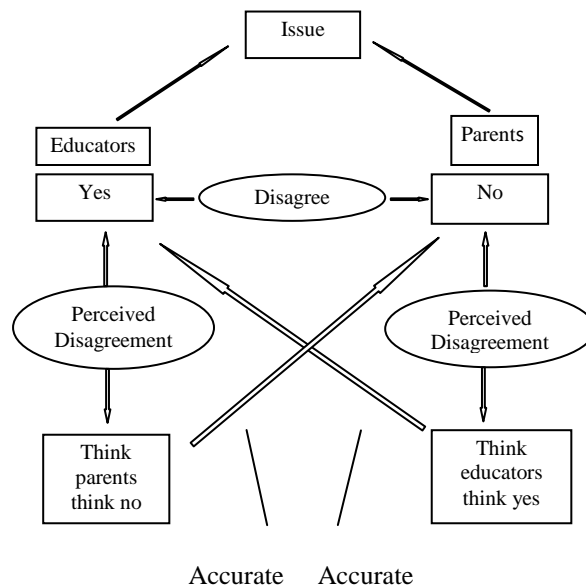 Issue
Educators
Parents
Yes
Disagree
No
Perceived
Disagreement
Perceived
Disagreement
Think
parents
think no
Think
educators
think yes
Accurate
Accurate